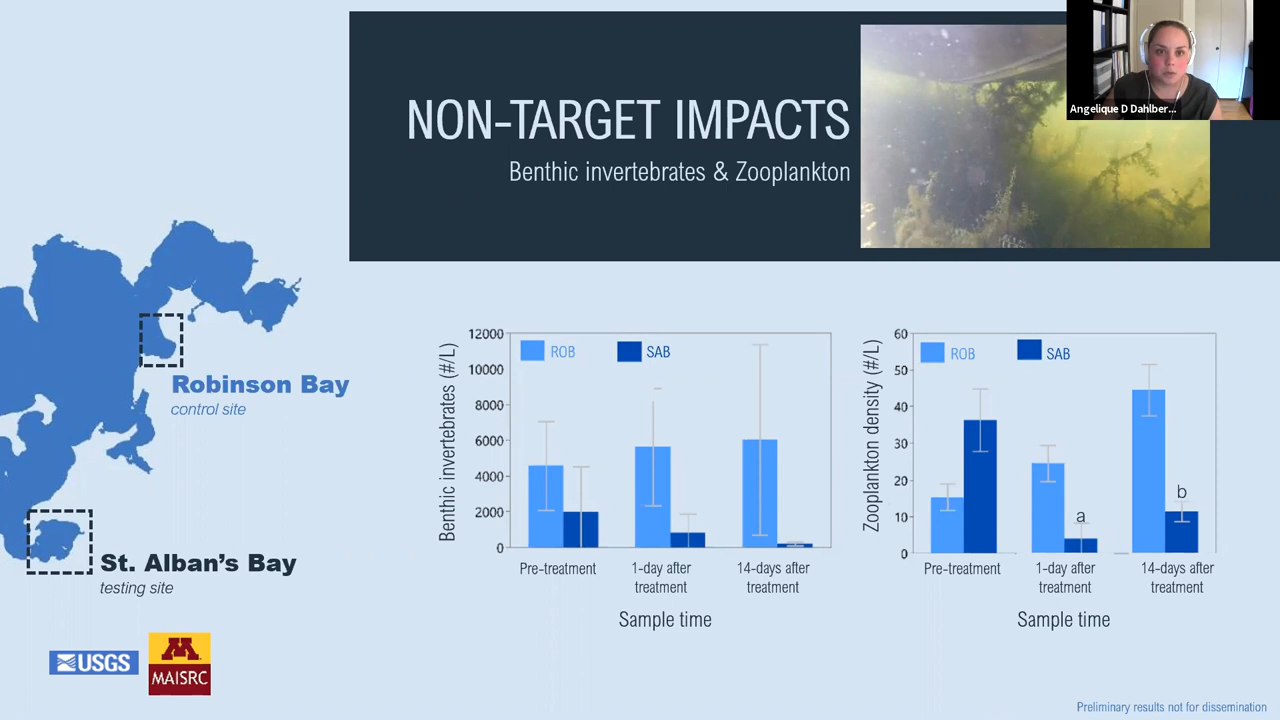 NON-TARGET IMPACTS
Benthic invertebrates & Zooplankton
Angelique D Dahlber...
Robinson Bay
control site
St. Alban's Bay
testing site
USGS
M
MAISRC
Benthic invertebrates (#/L)
12000
10000
8000
6000
4000
2000
0
ROB
SAB
Pre-treatment
1-day after
treatment
14-days after
treatment
Sample time
Zooplankton density (#/L)
60
50
40
30
20
10
0
ROB
SAB
a
b
Pre-treatment
1-day after
treatment
14-days after
treatment
Sample time
Preliminary results not for dissemination